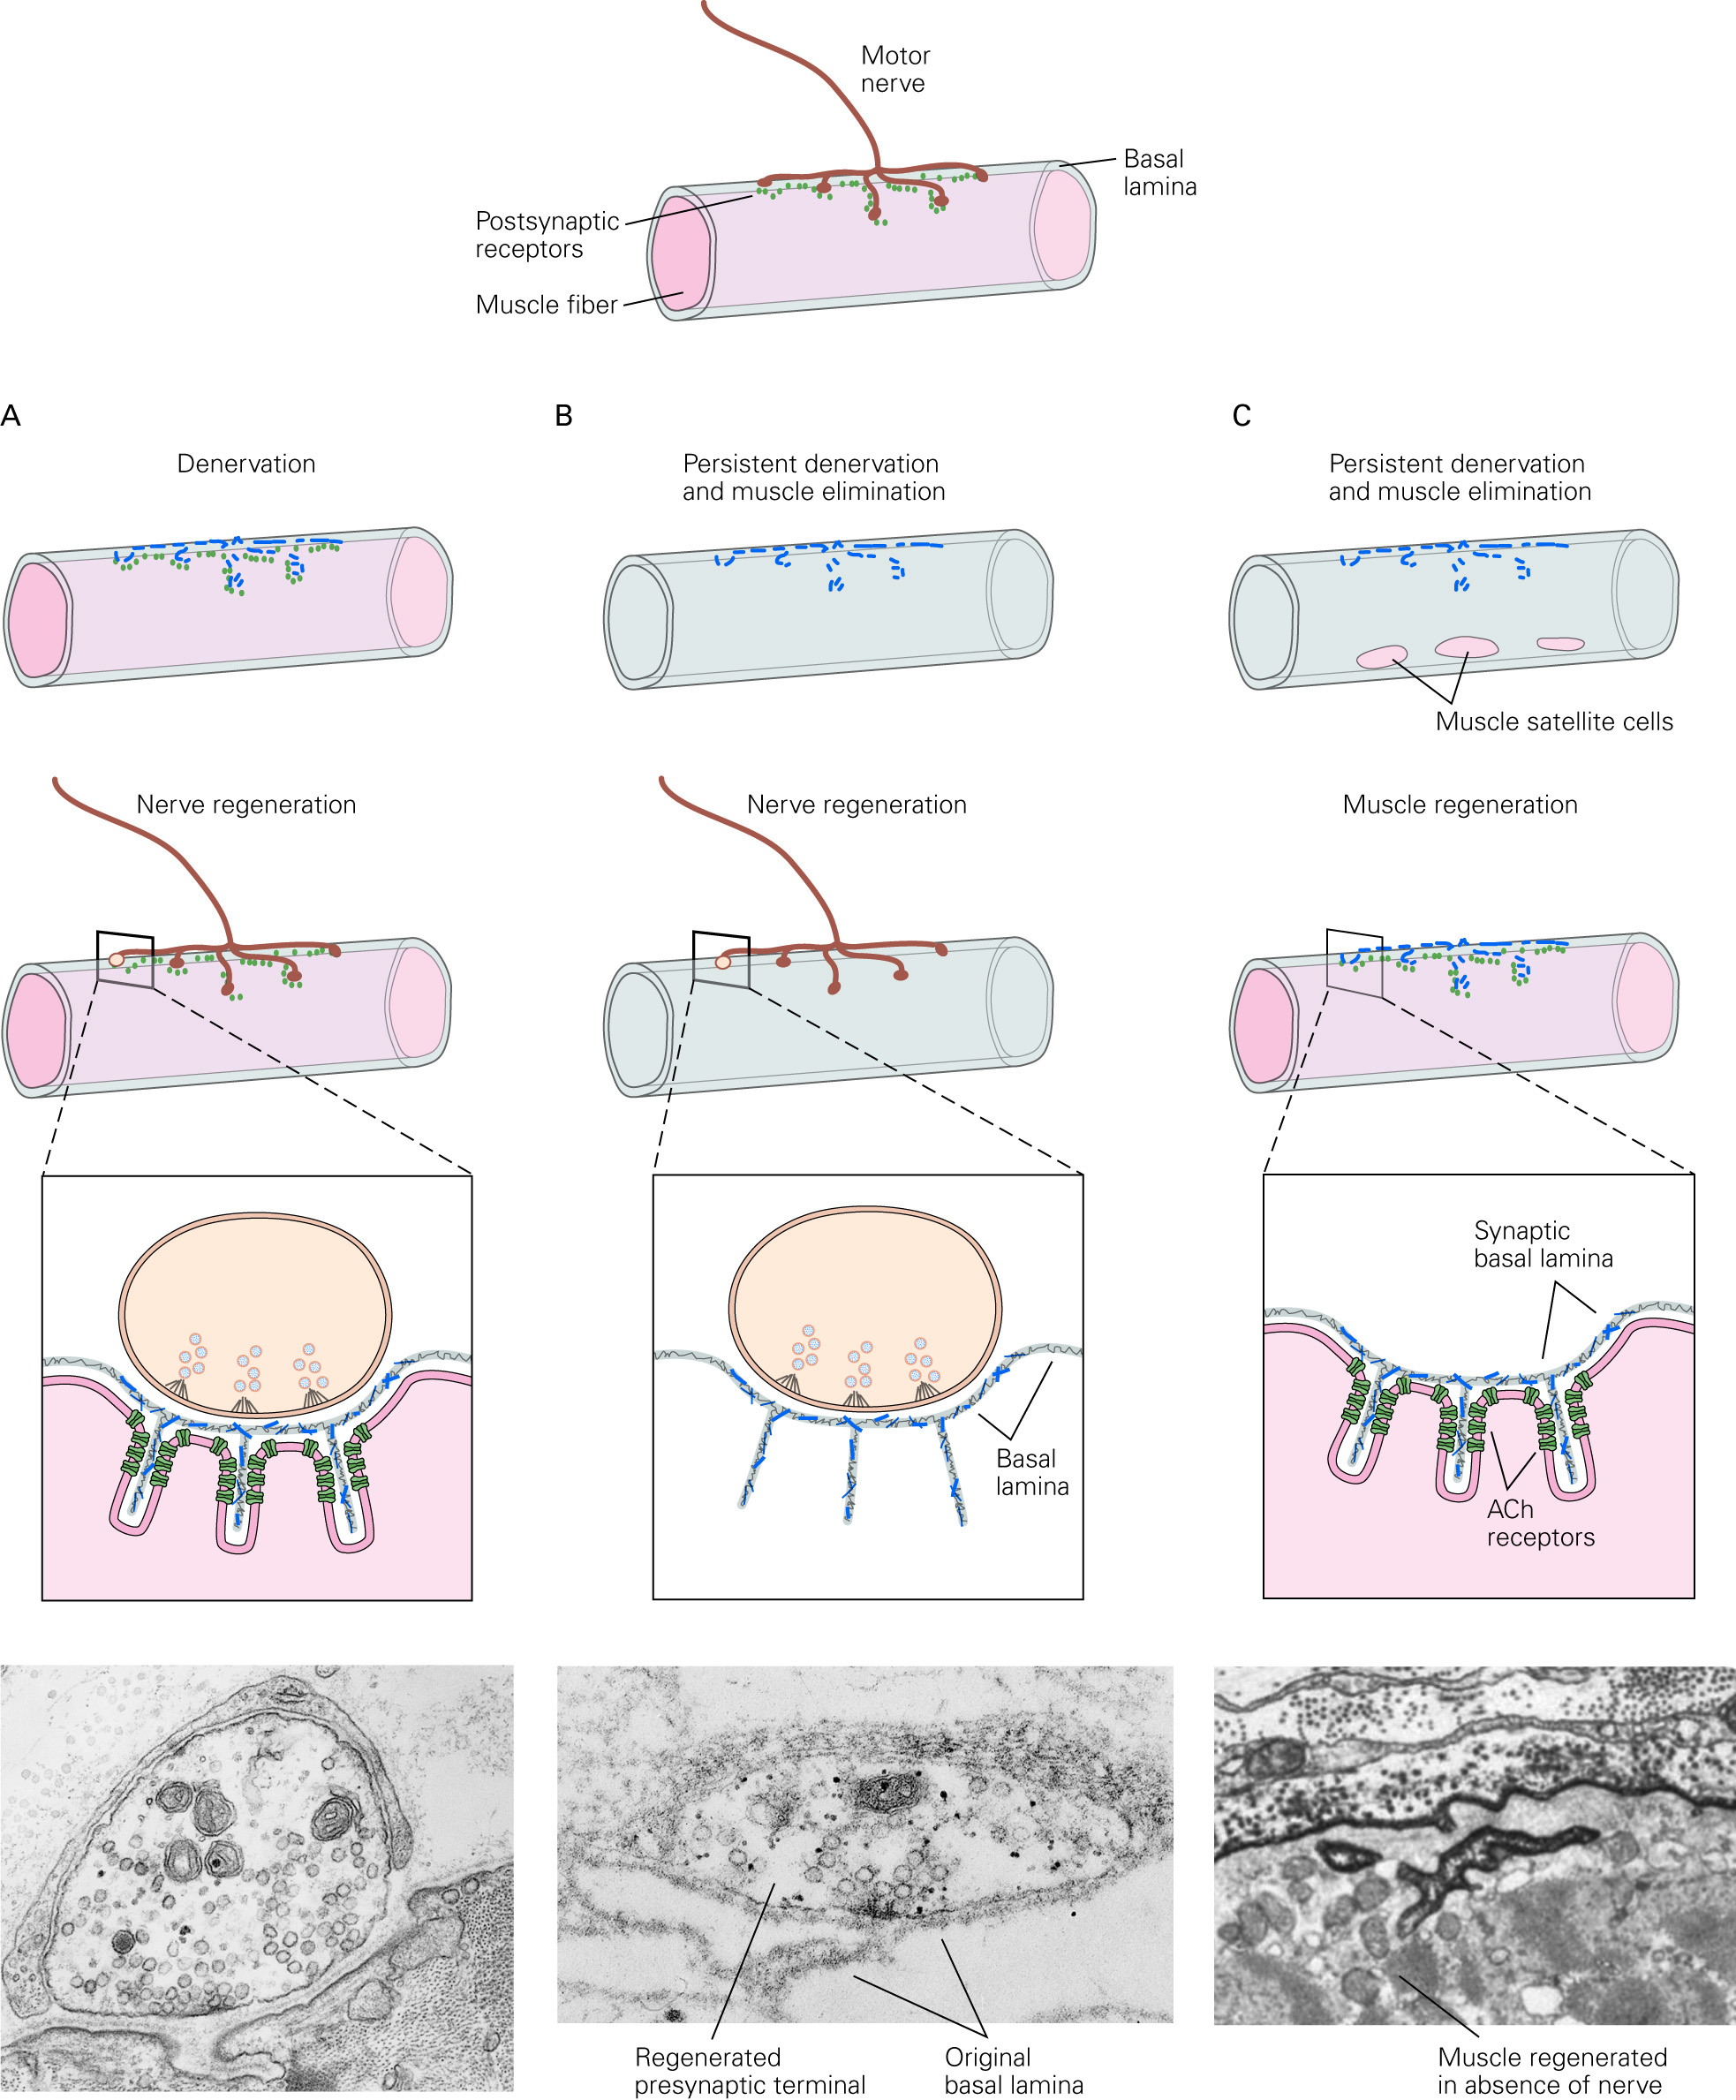 Motor
nerve
Basal
lamina
Postsynaptic
receptors
Muscle fiber
A
Denervation
B
Persistent denervation
and muscle elimination
C
Persistent denervation
and muscle elimination
Muscle satellite cells
Nerve regeneration
Nerve regeneration
Muscle regeneration
Synaptic
basal lamina
Basal
lamina
ACh
receptors
Regenerated
presynaptic terminal
Original
basal lamina
Muscle regenerated
in absence of nerve